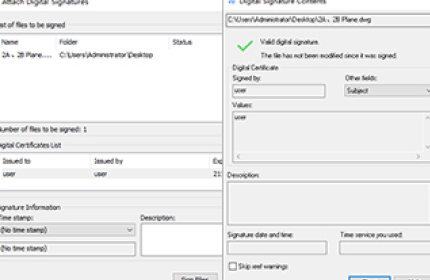 Attach Digital Signatures
ist of files to be signed
Name Folder Status
2A、2B Plane.... C:\Users\Administrator\Desktop
Number of files to be signed: 1
igital Certificates List
Issued to Issued by
user user
ignature Information
Time stamp: Description:
(No time stamp)
(No time stamp)
Sign Files
Digital Signature Contents
C:\Users\Administrator\Desktop\2A、2B Plane.dwg
Valid digital signature.
The file has not been modified since it was signed.
Digital Certificate
Signed by: Other fields:
user Subject
Values:
user
Description:
Signature date and time: Time service you used:
Skip xref warnings